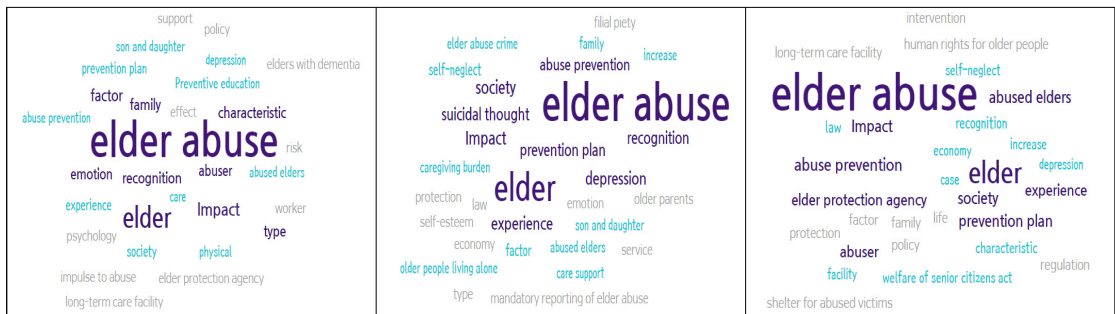 support
policy
son and daughter
depression
prevention plan
elders with dementia
Preventive education
factor
family
effect
characteristic
abuse prevention
elder abuse
risk
emotion
recognition
abuser
abused elders
care
experience
elder
Impact
worker
psychology
type
society
physical
impulse to abuse
elder protection agency
long-term care facility
filial piety
elder abuse crime
family
increase
self-neglect
abuse prevention
society
elder abuse
suicidal thought
Impact
recognition
prevention plan
caregiving burden
elder
depression
protection
law
emotion
older parents
self-esteem
experience
son and daughter
economy
factor
abused elders
service
older people living alone
care support
type
mandatory reporting of elder abuse
intervention
long-term care facility
human rights for older people
self-neglect
elder abuse
abused elders
law
Impact
recognition
economy
increase
abuse prevention
case
elder
depression
elder protection agency
society
experience
factor
family
life
prevention plan
protection
abuser
policy
characteristic
facility
welfare of senior citizens act
regulation
shelter for abused victims